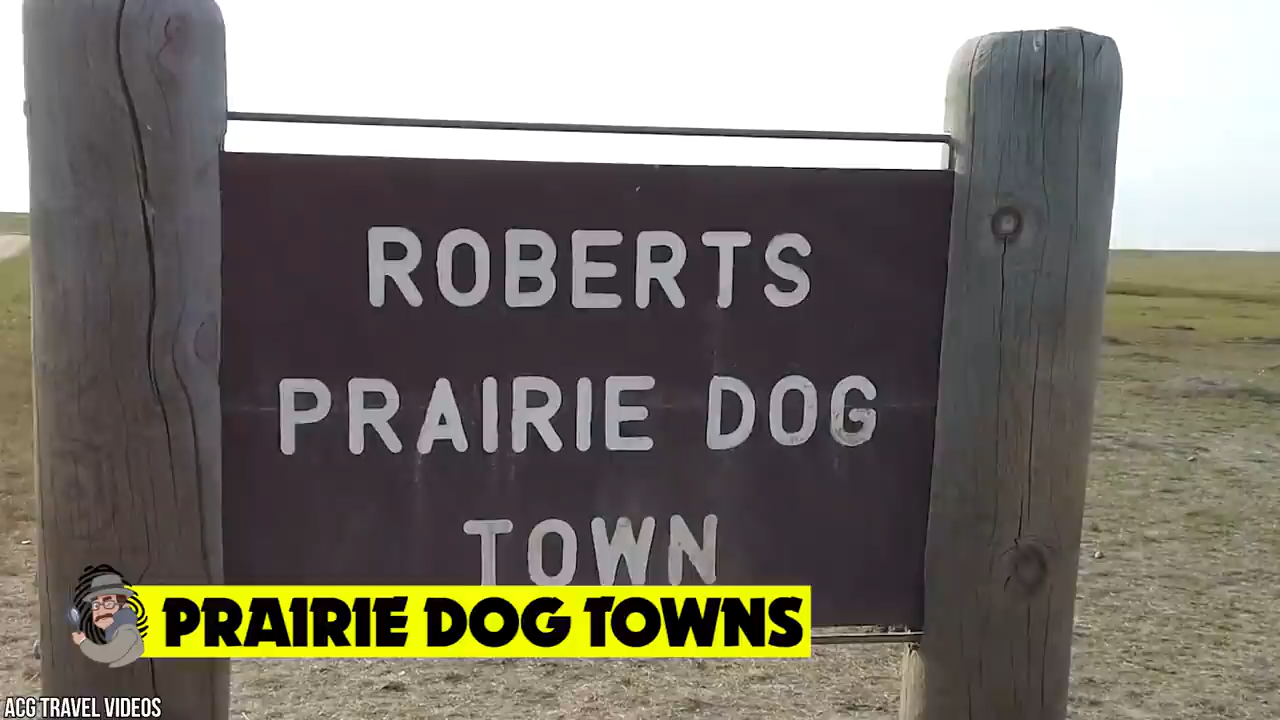 ROBERTS
PRAIRIE DOG
TOWN
PRAIRIE DOG TOWNS
ACG TRAVEL VIDEOS